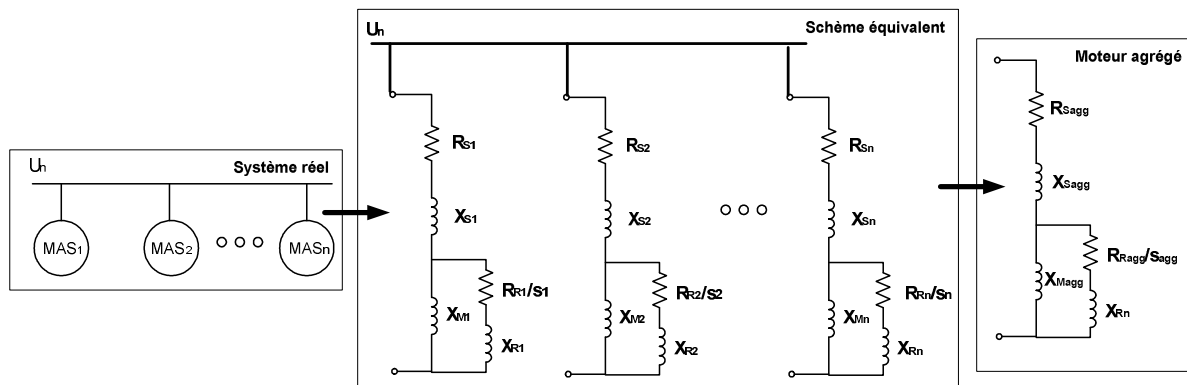 Un
Système réel
MAS1
MAS2
MASn
Un
Schème équivalent
RS1
XS1
RR1/s1
XM1
XR1
RS2
XS2
RR2/s2
XM2
XR2
RSn
XSn
RRn/sn
XMn
XRn
Moteur agrégé
RSagg
XSagg
RRagg/sagg
XMagg
XRn